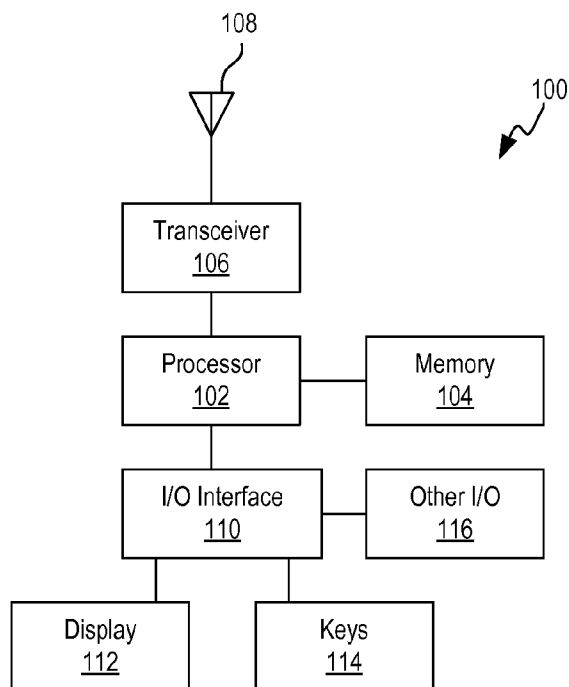 108
100
Transceiver
106
Processor
102
Memory
104
I/O Interface
110
Other I/O
116
Display
112
Keys
114